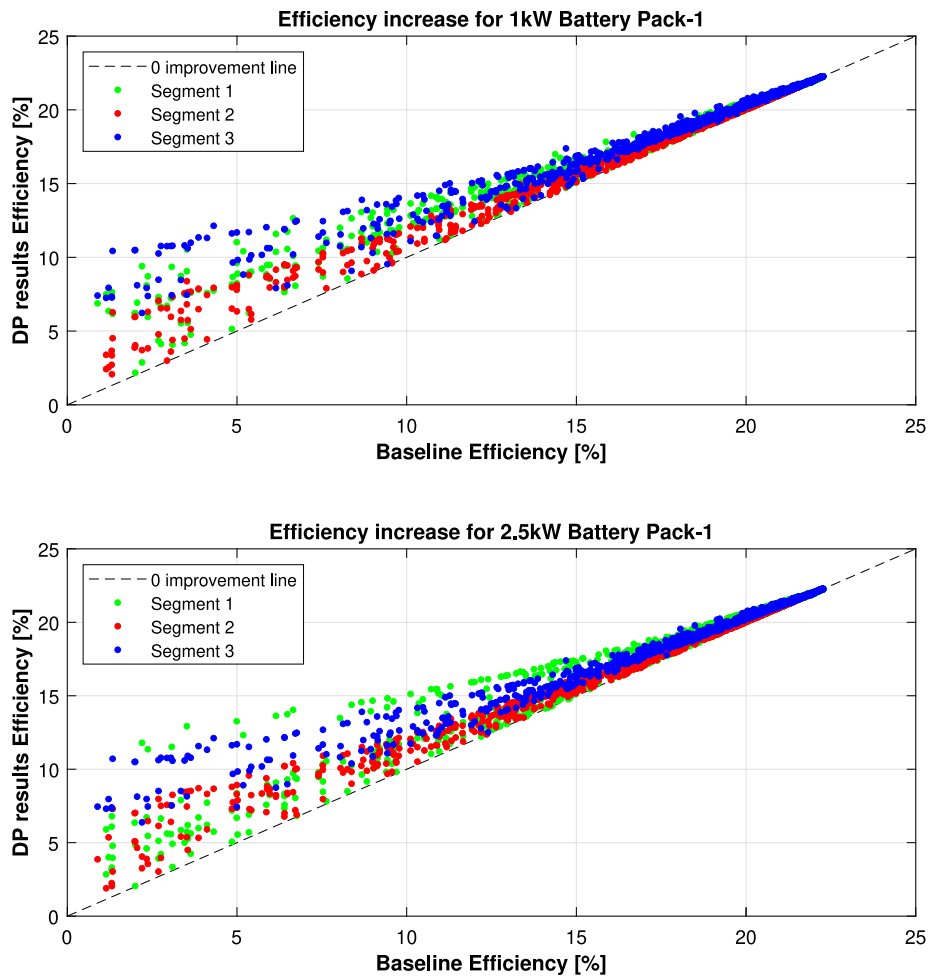 Efficiency increase for 1kW Battery Pack-1
25
20
15
10
5
0
DP results Efficiency [%]
0 improvement line
Segment 1
Segment 2
Segment 3
0 5 10 15 20 25
Baseline Efficiency [%]
Efficiency increase for 2.5kW Battery Pack-1
25
20
15
10
5
0
DP results Efficiency [%]
0 improvement line
Segment 1
Segment 2
Segment 3
0 5 10 15 20 25
Baseline Efficiency [%]